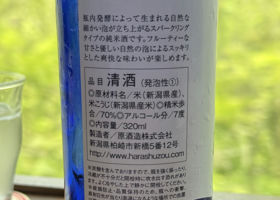 瓶内発酵によって生まれる自然な
細かい泡が立ち上がるスパークリング
タイプの純米酒です。フルーティーな
甘さと優しい自然の泡によるスッキリ
とした爽快な味わいが楽しめます。
品目 清酒 (発泡性①)
◎原材料名/米(新潟県産)、
米こうじ(新潟県産米)◎精米歩
合/70%◎アルコール分/7度
◎内容量/320ml
製造者/原酒造株式会社
新潟県柏崎市新橋5番12号
http://www.harashuzou.com/